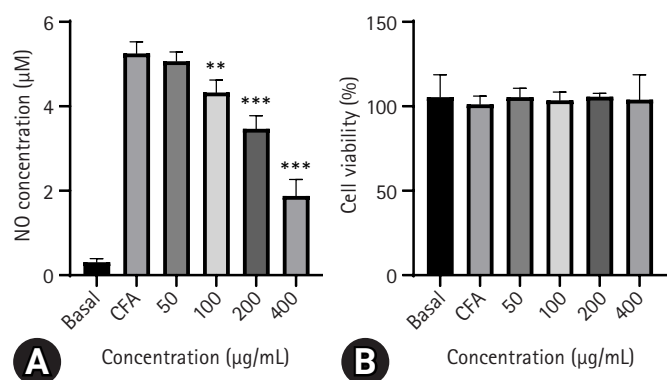 NO concentration (μM)
6
4
2
0
**
***
***
Basal
CFA
50
100
200
400
A
Concentration (μg/mL)
Cell viability (%)
150
100
50
0
Basal
CFA
50
100
200
400
B
Concentration (μg/mL)